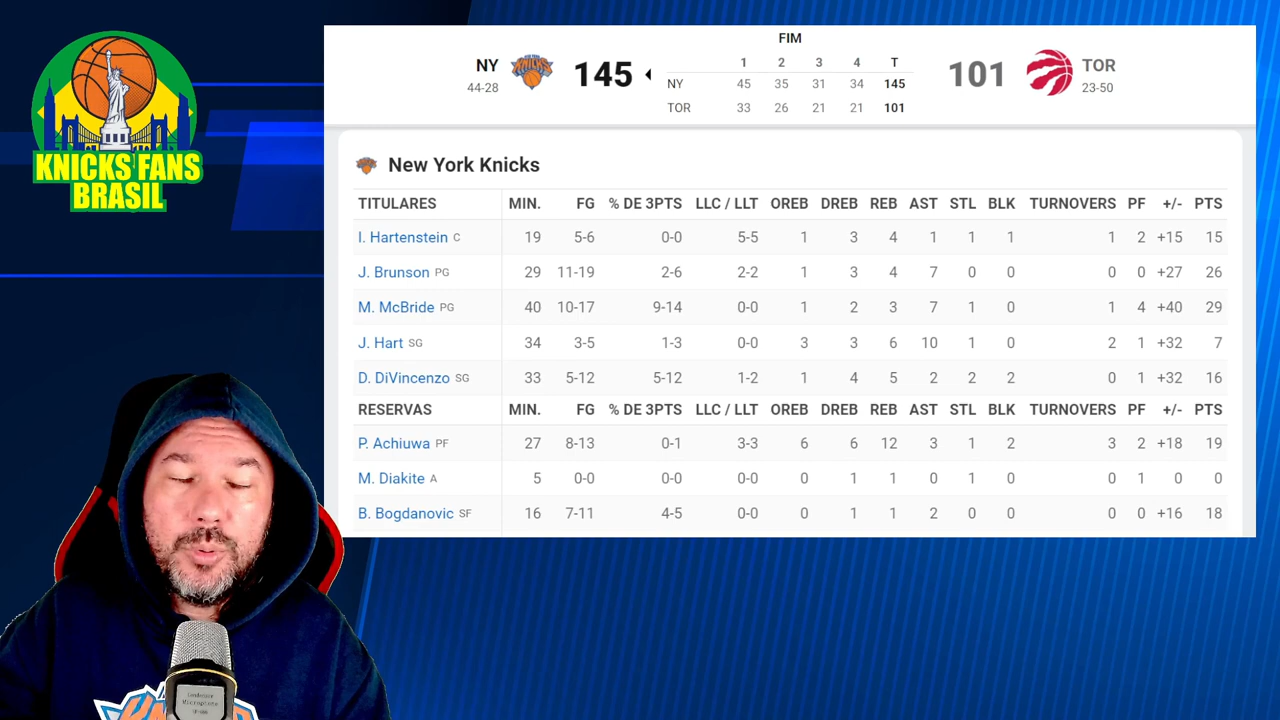 KNICKS FANS
BRASIL
FIM
NY 44-28 145
1 2 3 4 T
NY 45 35 31 34 145
TOR 33 26 21 21 101
101 TOR 23-50
New York Knicks
TITULARES MIN. FG % DE 3PTS LLC / LLT OREB DREB REB AST STL BLK TURNOVERS PF +/- PTS
I. Hartenstein C 19 5-6 0-0 5-5 1 3 4 1 1 1 1 2 +15 15
J. Brunson PG 29 11-19 2-6 2-2 1 3 4 7 0 0 0 0 +27 26
M. McBride PG 40 10-17 9-14 0-0 1 2 3 7 1 0 1 4 +40 29
J. Hart SG 34 3-5 1-3 0-0 3 3 6 10 1 0 2 1 +32 7
D. DiVincenzo SG 33 5-12 5-12 1-2 1 4 5 2 2 2 0 1 +32 16
RESERVAS MIN. FG % DE 3PTS LLC / LLT OREB DREB REB AST STL BLK TURNOVERS PF +/- PTS
P. Achiuwa PF 27 8-13 0-1 3-3 6 6 12 3 1 2 3 2 +18 19
M. Diakite A 5 0-0 0-0 0-0 0 1 1 0 1 0 0 1 0 0
B. Bogdanovic SF 16 7-11 4-5 0-0 0 1 1 2 0 0 0 0 +16 18